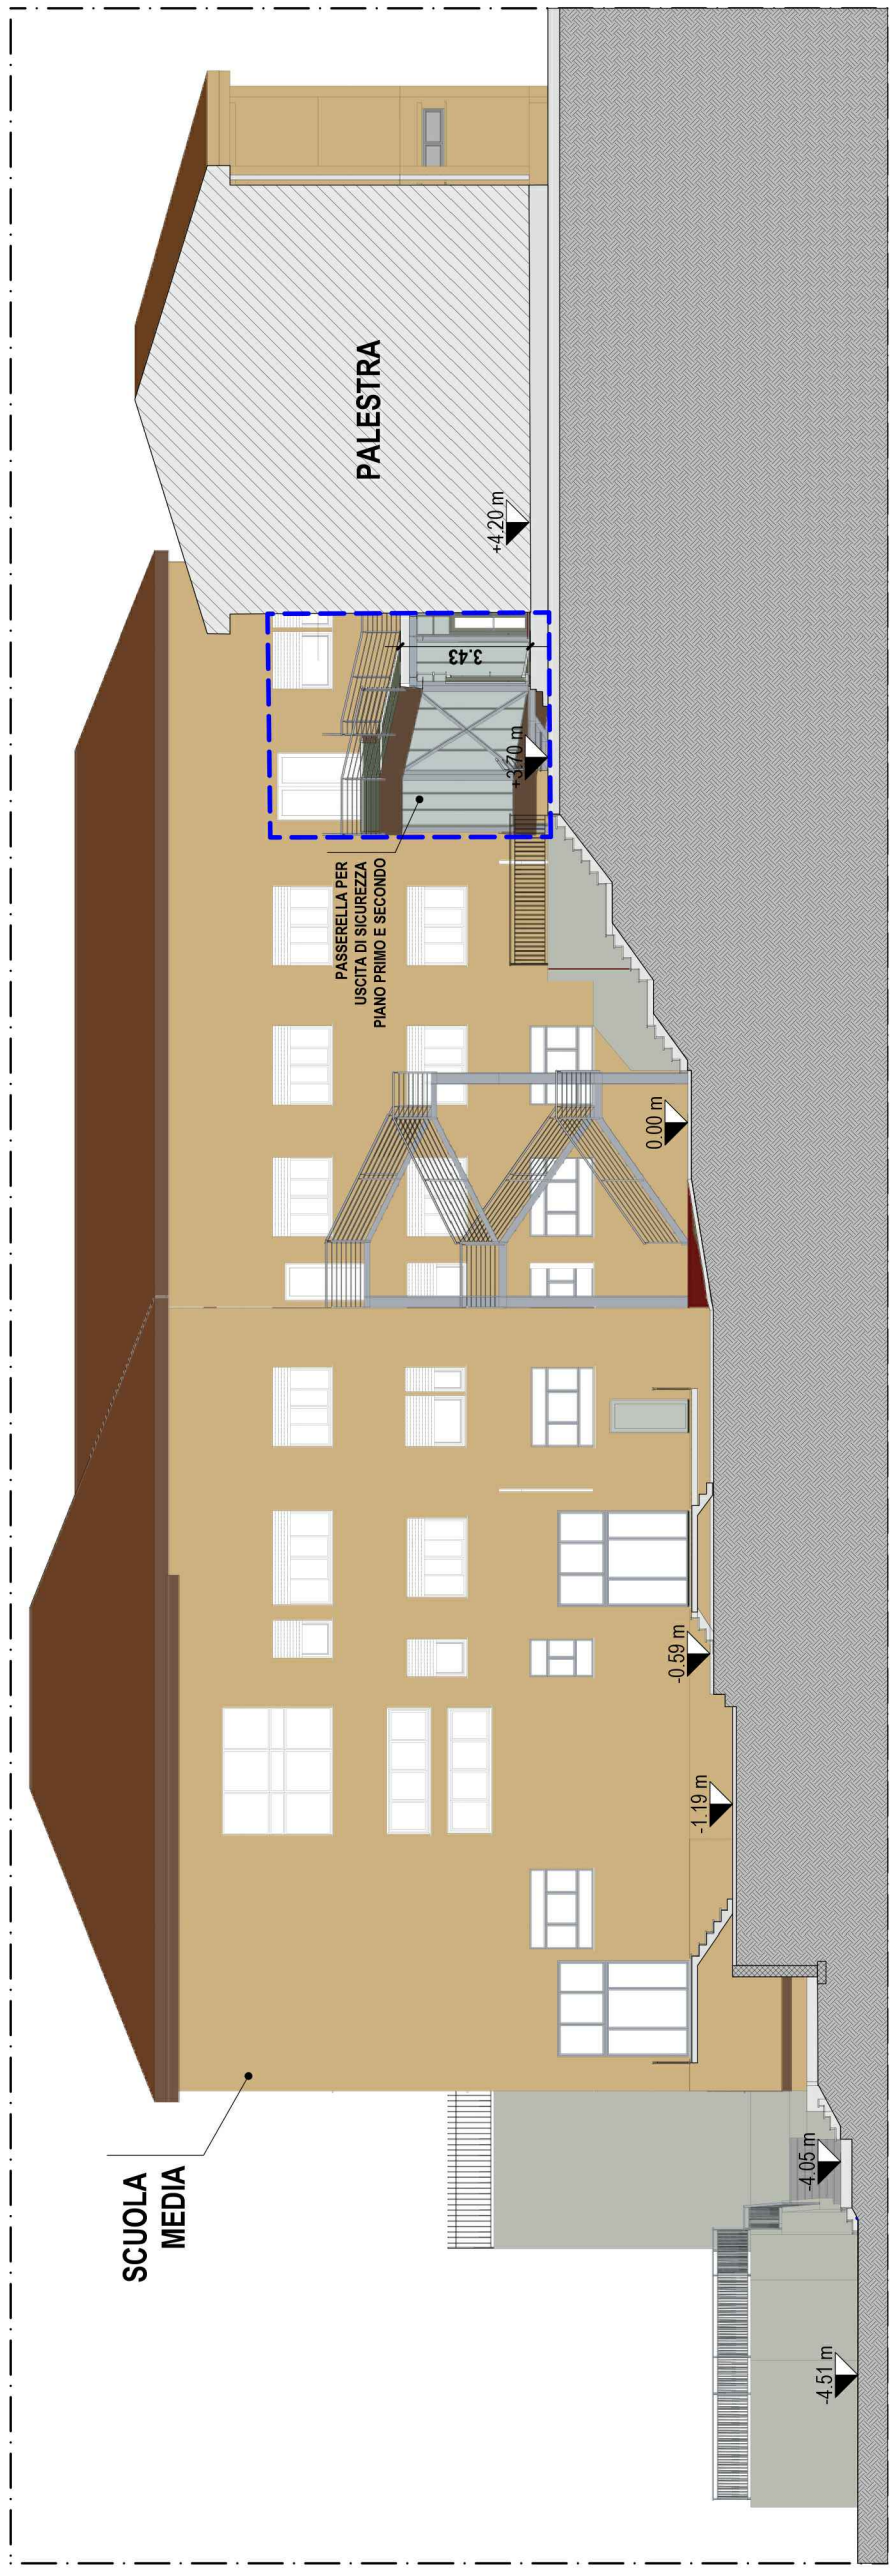 SCUOLA
MEDIA
PASSERELLA PER
USCITA DI SICUREZZA
PIANO PRIMO E SECONDO
PALESTRA
3.43
-4.51 m
-4.05 m
-1.19 m
-0.59 m
0.00 m
+3.70 m
+4.20 m